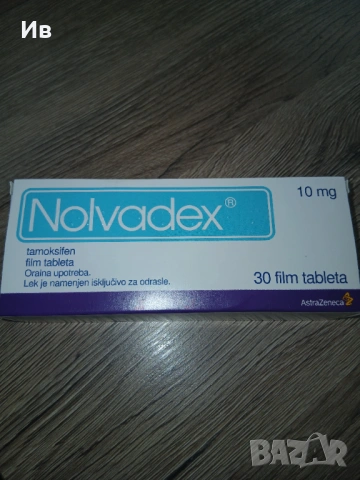 Ив
Nolvadex®
10 mg
tamoksifen
film tableta
Oralna upotreba.
Lek je namenjen isključivo za odrasle.
30 film tableta
AstraZeneca
BAZAR